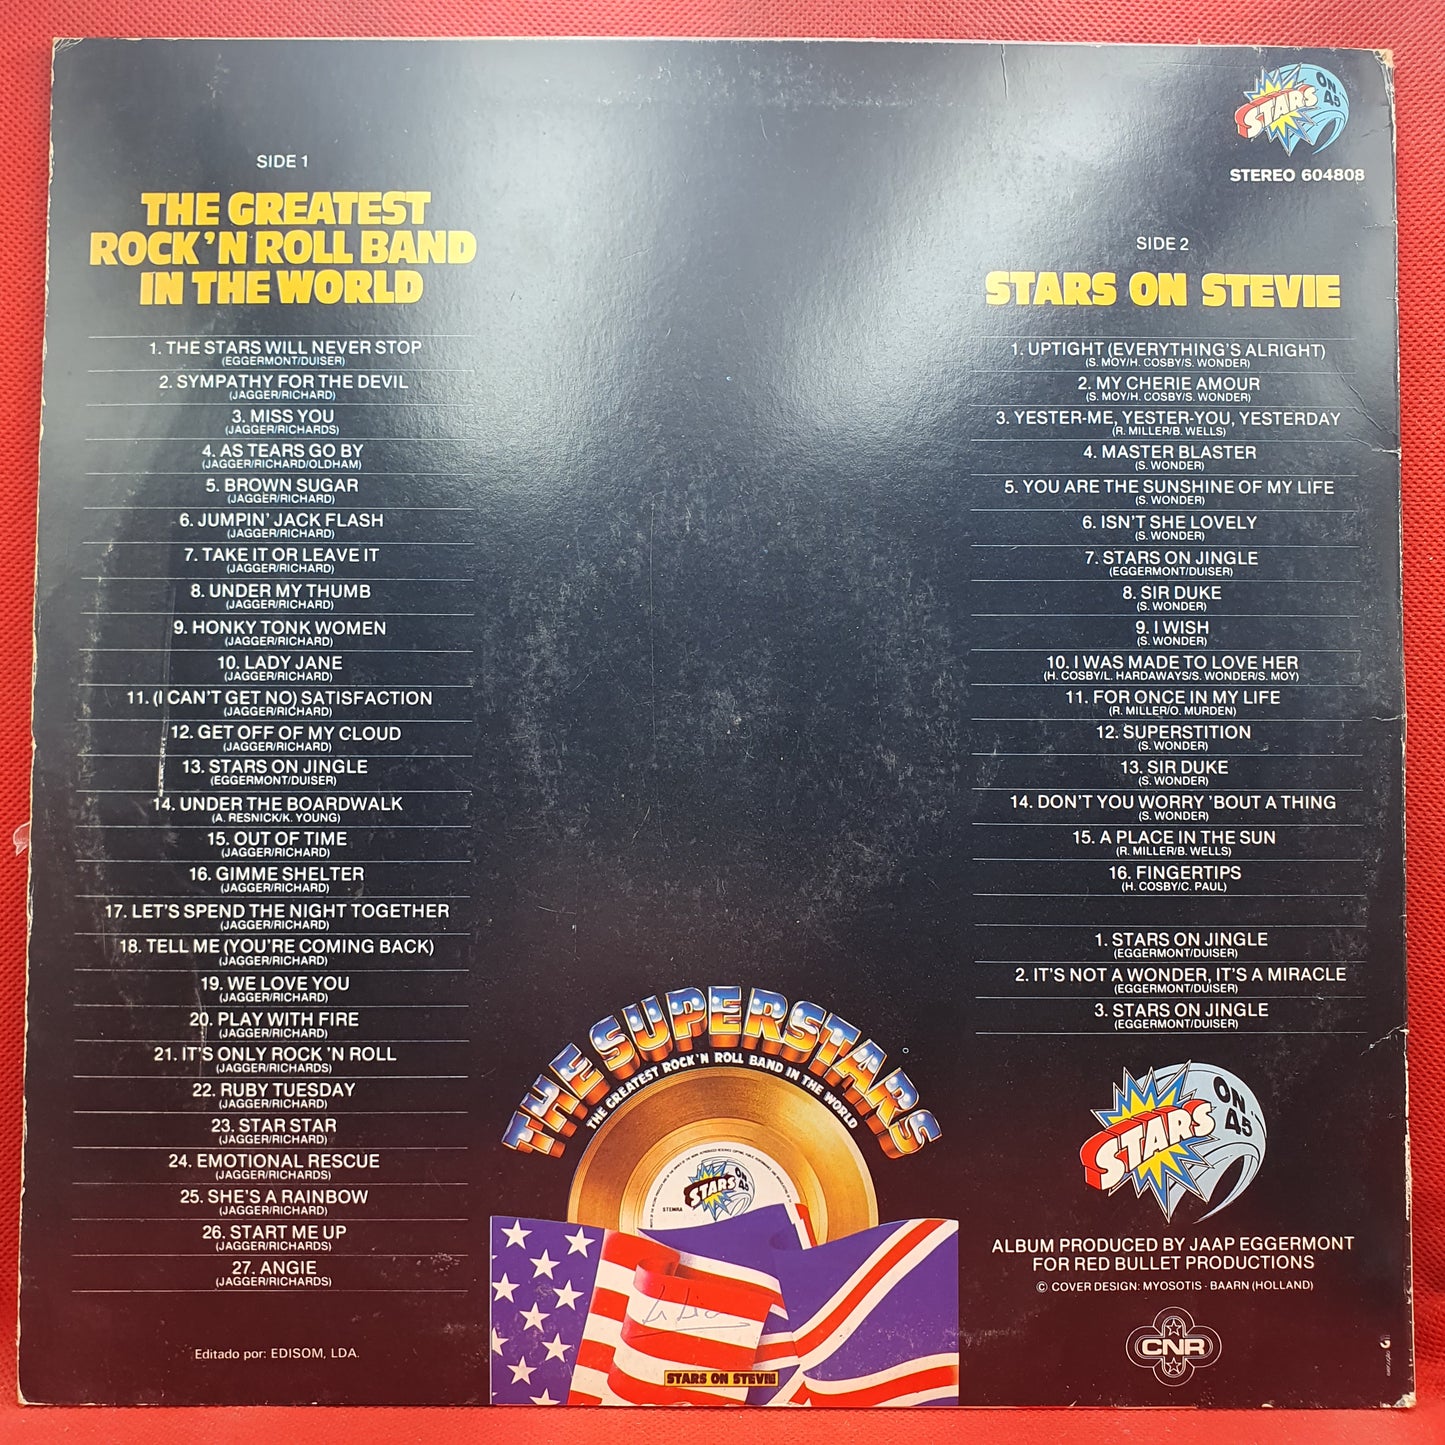 SIDE 1
THE GREATEST
ROCK'N ROLL BAND
IN THE WORLD
1. THE STARS WILL NEVER STOP
(EGGERMONT/DUISER)
2. SYMPATHY FOR THE DEVIL
(JAGGER/RICHARD)
3. MISS YOU
(JAGGER/RICHARDS)
4. AS TEARS GO BY
(JAGGER/RICHARD/OLDHAM)
5. BROWN SUGAR
(JAGGER/RICHARD)
6. JUMPIN' JACK FLASH
(JAGGER/RICHARD)
7. TAKE IT OR LEAVE IT
(JAGGER/RICHARD)
8. UNDER MY THUMB
(JAGGER/RICHARD)
9. HONKY TONK WOMEN
(JAGGER/RICHARD)
10. LADY JANE
(JAGGER/RICHARD)
11. (I CAN'T GET NO) SATISFACTION
(JAGGER/RICHARD)
12. GET OFF OF MY CLOUD
(JAGGER/RICHARD)
13. STARS ON JINGLE
(EGGERMONT/DUISER)
14. UNDER THE BOARDWALK
(A. RESNICK/K. YOUNG)
15. OUT OF TIME
(JAGGER/RICHARD)
16. GIMME SHELTER
(JAGGER/RICHARD)
17. LET'S SPEND THE NIGHT TOGETHER
(JAGGER/RICHARD)
18. TELL ME (YOU'RE COMING BACK)
(JAGGER/RICHARD)
19. WE LOVE YOU
(JAGGER/RICHARD)
20. PLAY WITH FIRE
(JAGGER/RICHARD)
21. IT'S ONLY ROCK 'N ROLL
(JAGGER/RICHARDS)
22. RUBY TUESDAY
(JAGGER/RICHARD)
23. STAR STAR
(JAGGER/RICHARD)
24. EMOTIONAL RESCUE
(JAGGER/RICHARDS)
25. SHE'S A RAINBOW
(JAGGER/RICHARD)
26. START ME UP
(JAGGER/RICHARDS)
27. ANGIE
(JAGGER/RICHARDS)
Editado por: EDISOM, LDA.
THE SUPERSTARS
THE GREATEST ROCK'N ROLL BAND IN THE WORLD
STARS ON 45
STEMRA
STARS ON STEVIE
STARS ON 45
STEREO 604808
SIDE 2
STARS ON STEVIE
1. UPTIGHT (EVERYTHING'S ALRIGHT)
(S. MOY/H. COSBY/S. WONDER)
2. MY CHERIE AMOUR
(S. MOY/H. COSBY/S. WONDER)
3. YESTER-ME, YESTER-YOU, YESTERDAY
(R. MILLER/B. WELLS)
4. MASTER BLASTER
(S. WONDER)
5. YOU ARE THE SUNSHINE OF MY LIFE
(S. WONDER)
6. ISN'T SHE LOVELY
(S. WONDER)
7. STARS ON JINGLE
(EGGERMONT/DUISER)
8. SIR DUKE
(S. WONDER)
9. I WISH
(S. WONDER)
10. I WAS MADE TO LOVE HER
(H. COSBY/L. HARDAWAYS/S. WONDER/S. MOY)
11. FOR ONCE IN MY LIFE
(R. MILLER/O. MURDEN)
12. SUPERSTITION
(S. WONDER)
13. SIR DUKE
(S. WONDER)
14. DON'T YOU WORRY 'BOUT A THING
(S. WONDER)
15. A PLACE IN THE SUN
(R. MILLER/B. WELLS)
16. FINGERTIPS
(H. COSBY/C. PAUL)
1. STARS ON JINGLE
(EGGERMONT/DUISER)
2. IT'S NOT A WONDER, IT'S A MIRACLE
(EGGERMONT/DUISER)
3. STARS ON JINGLE
(EGGERMONT/DUISER)
STARS ON 45
ALBUM PRODUCED BY JAAP EGGERMONT
FOR RED BULLET PRODUCTIONS
© COVER DESIGN: MYOSOTIS - BAARN (HOLLAND)
CNR